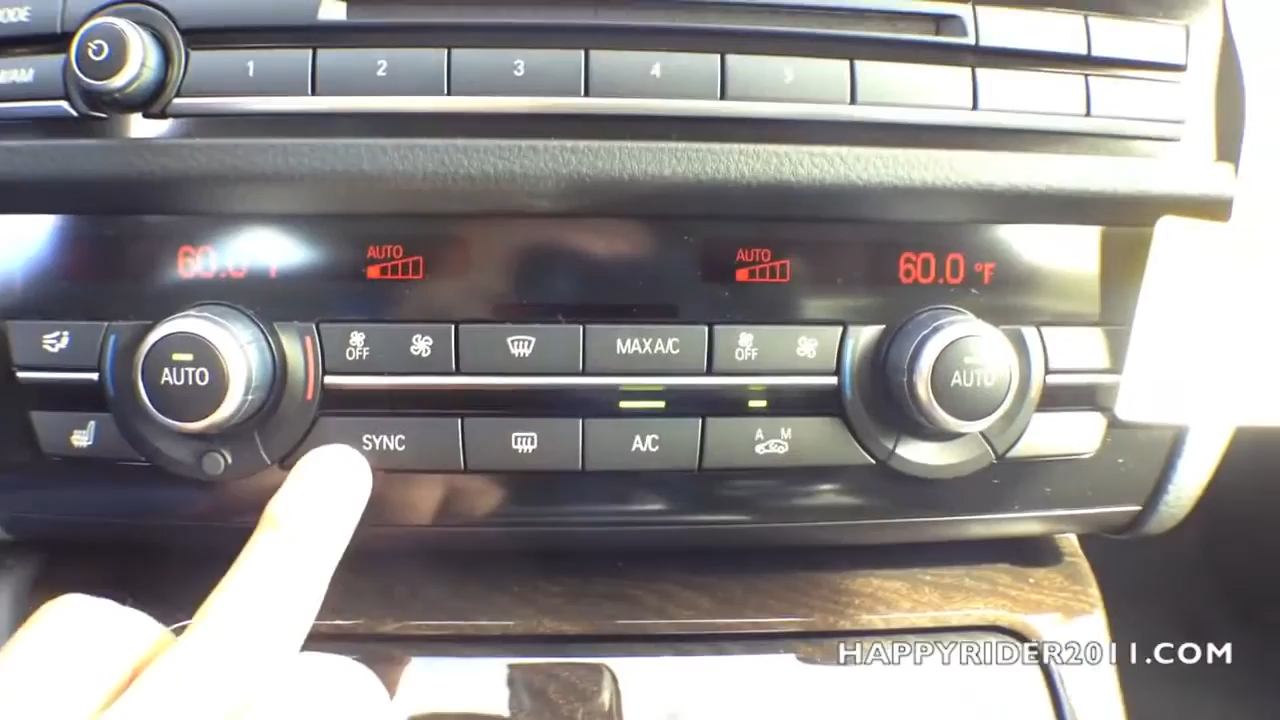 ODE
1 2 3 4 5
AM
60.0°F AUTO AUTO 60.0 °F
AUTO OFF MAX A/C OFF AUTO
SYNC A/C A M
HAPPYRIDER2011.COM